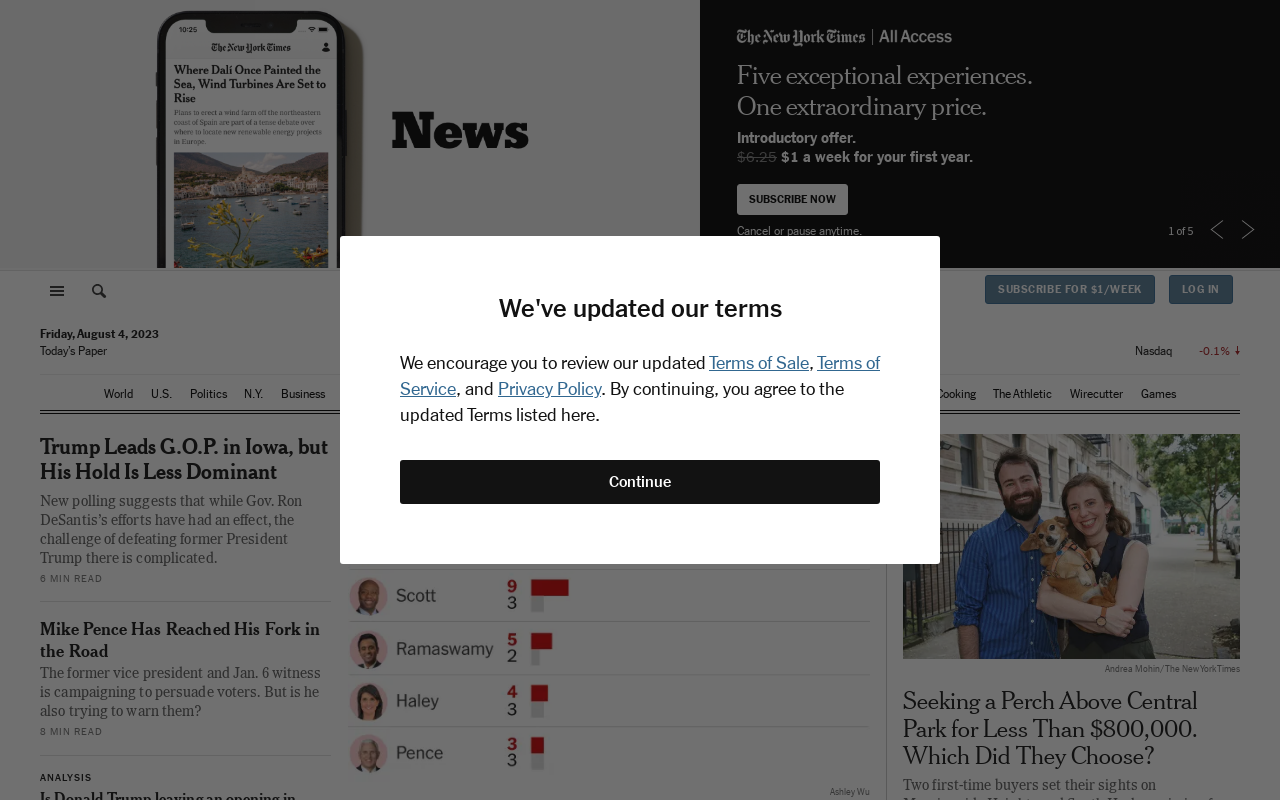 10:25
The New York Times
Where Dalí Once Painted the
Sea, Wind Turbines Are Set to
Rise
Plans to erect a wind farm off the northeastern
coast of Spain are part of a tense debate over
where to locate new renewable energy projects
in Europe.
News
The New York Times | All Access
Five exceptional experiences.
One extraordinary price.
Introductory offer.
$6.25 $1 a week for your first year.
SUBSCRIBE NOW
Cancel or pause anytime.
1 of 5
SUBSCRIBE FOR $1/WEEK
LOG IN
Friday, August 4, 2023
Today's Paper
Nasdaq -0.1%
World U.S. Politics N.Y. Business
Cooking The Athletic Wirecutter Games
We've updated our terms
We encourage you to review our updated Terms of Sale, Terms of
Service, and Privacy Policy. By continuing, you agree to the
updated Terms listed here.
Continue
Trump Leads G.O.P. in Iowa, but
His Hold Is Less Dominant
New polling suggests that while Gov. Ron
DeSantis's efforts have had an effect, the
challenge of defeating former President
Trump there is complicated.
6 MIN READ
Mike Pence Has Reached His Fork in
the Road
The former vice president and Jan. 6 witness
is campaigning to persuade voters. But is he
also trying to warn them?
8 MIN READ
ANALYSIS
Is Donald Trump leaving an opening in
Scott
9
3
Ramaswamy
5
2
Haley
4
3
Pence
3
3
Ashley Wu
Andrea Mohin/The New York Times
Seeking a Perch Above Central
Park for Less Than $800,000.
Which Did They Choose?
Two first-time buyers set their sights on